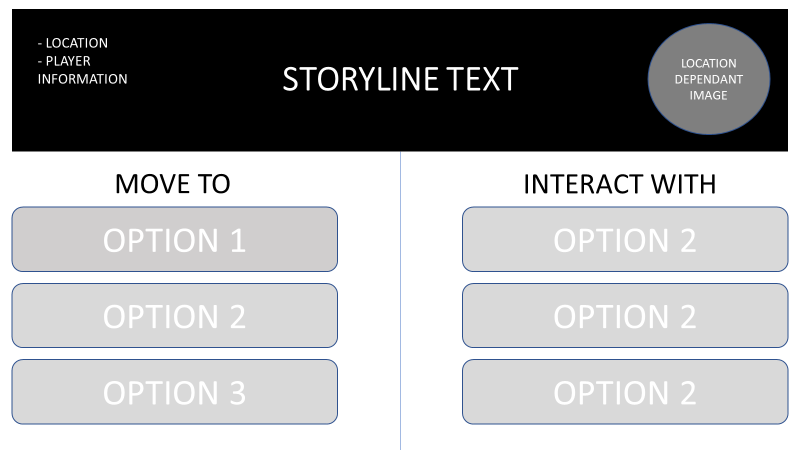 - LOCATION
- PLAYER
INFORMATION
STORYLINE TEXT
LOCATION
DEPENDANT
IMAGE
MOVE TO
OPTION 1
OPTION 2
OPTION 3
INTERACT WITH
OPTION 2
OPTION 2
OPTION 2